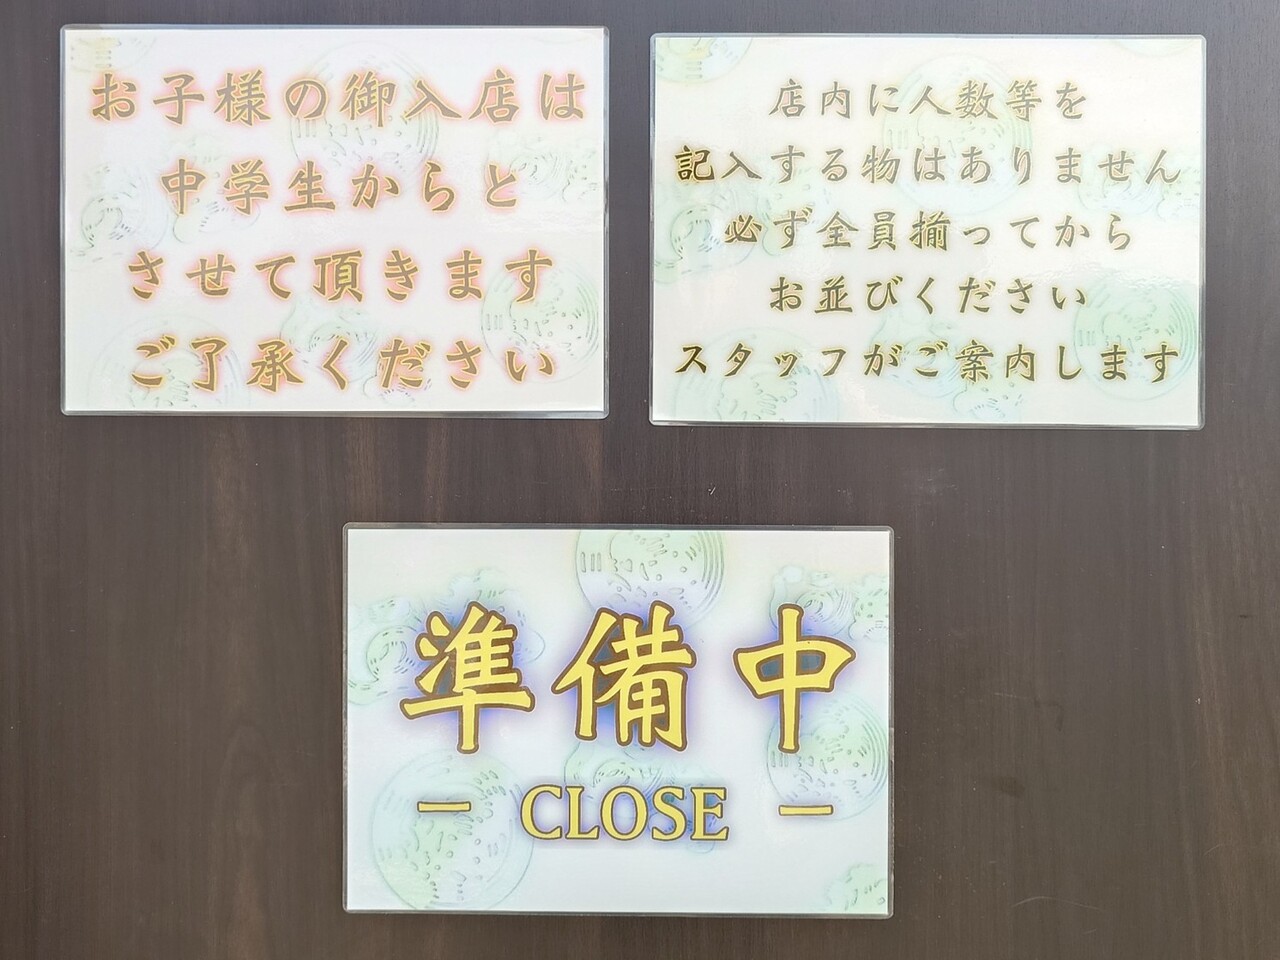 お子様の御入店は
中学生からと
させて頂きます
ご了承ください
店内に人数等を
記入する物はありません
必ず全員揃ってから
お並びください
スタッフがご案内します
準備中
ー CLOSE ー